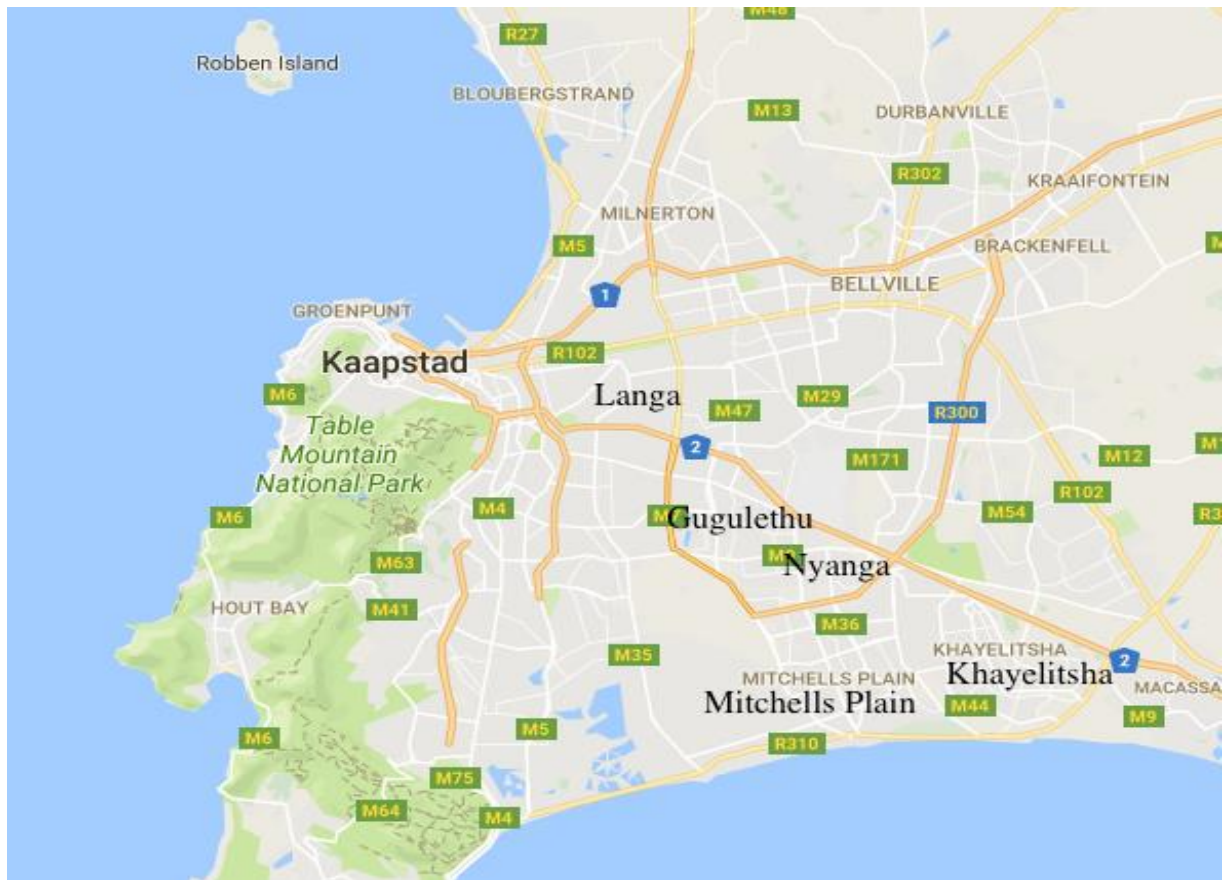 M48
R27
Robben Island
BLOUBERGSTRAND
M13
DURBANVILLE
R302
KRAAIFONTEIN
MILNERTON
M5
BRACKENFELL
BELLVILLE
1
GROENPUNT
R102
Kaapstad
M6
Langa
M47
M29
R300
Table
Mountain
National Park
2
M171
M12
R102
M6
M4
Gugulethu
M54
M63
Nyanga
HOUT BAY
M41
M36
M35
KHAYELITSHA
2
Khayelitsha
MITCHELLS PLAIN
MACASSA
Mitchells Plain
M44
M9
M6
M5
R310
M75
M64
M4